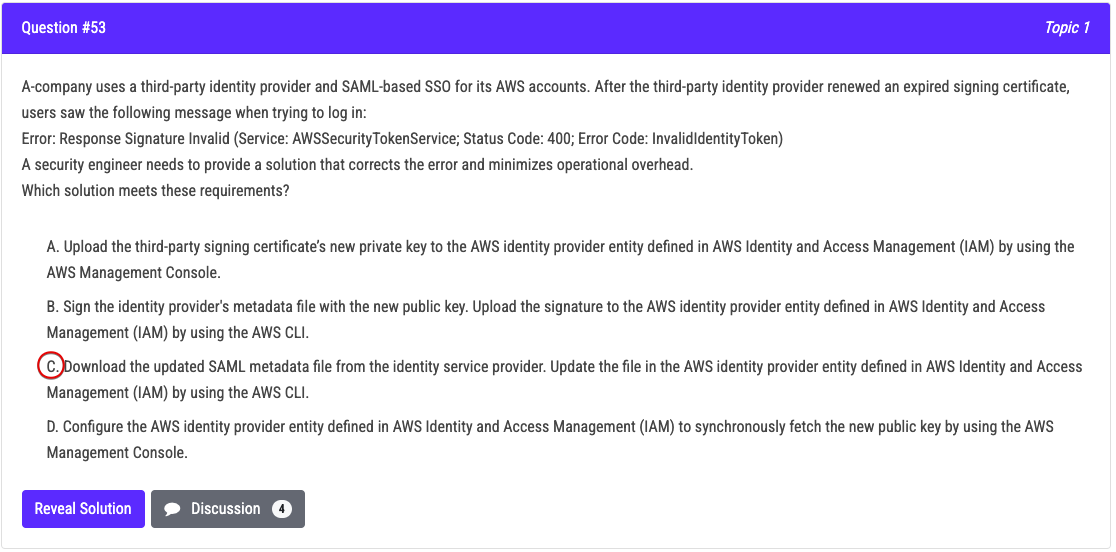 Question #53
Topic 1
A-company uses a third-party identity provider and SAML-based SSO for its AWS accounts. After the third-party identity provider renewed an expired signing certificate,
users saw the following message when trying to log in:
Error: Response Signature Invalid (Service: AWSSecurityTokenService; Status Code: 400; Error Code: InvalidIdentityToken)
A security engineer needs to provide a solution that corrects the error and minimizes operational overhead.
Which solution meets these requirements?
A. Upload the third-party signing certificate's new private key to the AWS identity provider entity defined in AWS Identity and Access Management (IAM) by using the
AWS Management Console.
B. Sign the identity provider's metadata file with the new public key. Upload the signature to the AWS identity provider entity defined in AWS Identity and Access
Management (IAM) by using the AWS CLI.
C. Download the updated SAML metadata file from the identity service provider. Update the file in the AWS identity provider entity defined in AWS Identity and Access
Management (IAM) by using the AWS CLI.
D. Configure the AWS identity provider entity defined in AWS Identity and Access Management (IAM) to synchronously fetch the new public key by using the AWS
Management Console.
Reveal Solution
Discussion 4